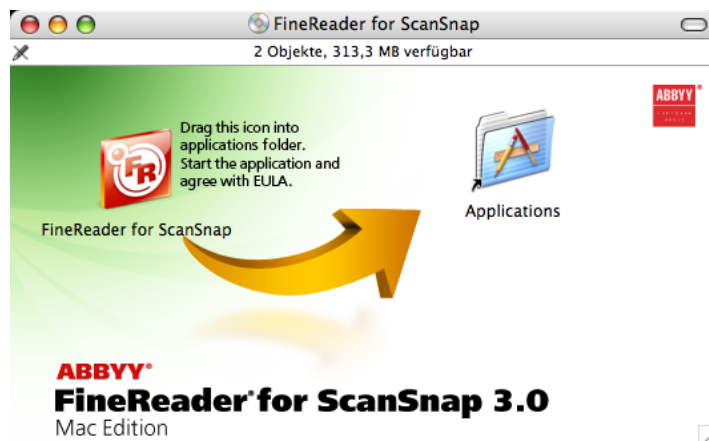 FineReader for ScanSnap
2 Objekte, 313,3 MB verfügbar
ABBYY®
Drag this icon into
applications folder.
Start the application and
agree with EULA.
FR
FineReader for ScanSnap
Applications
ABBYY®
FineReader® for ScanSnap 3.0
Mac Edition